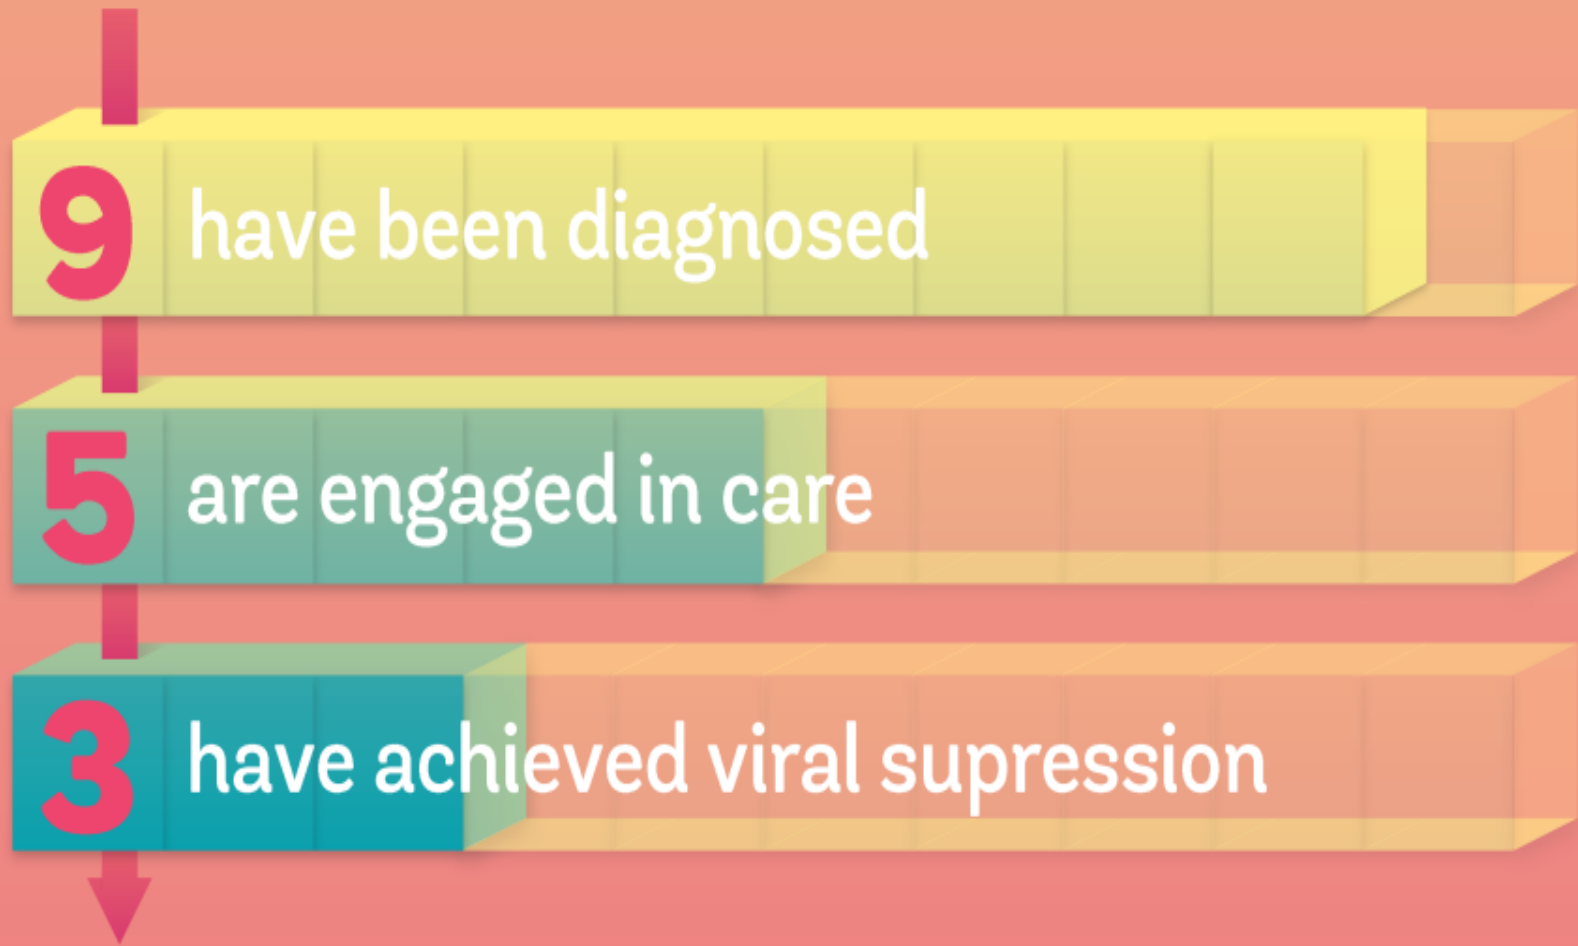 9 have been diagnosed
5 are engaged in care
3 have achieved viral supression